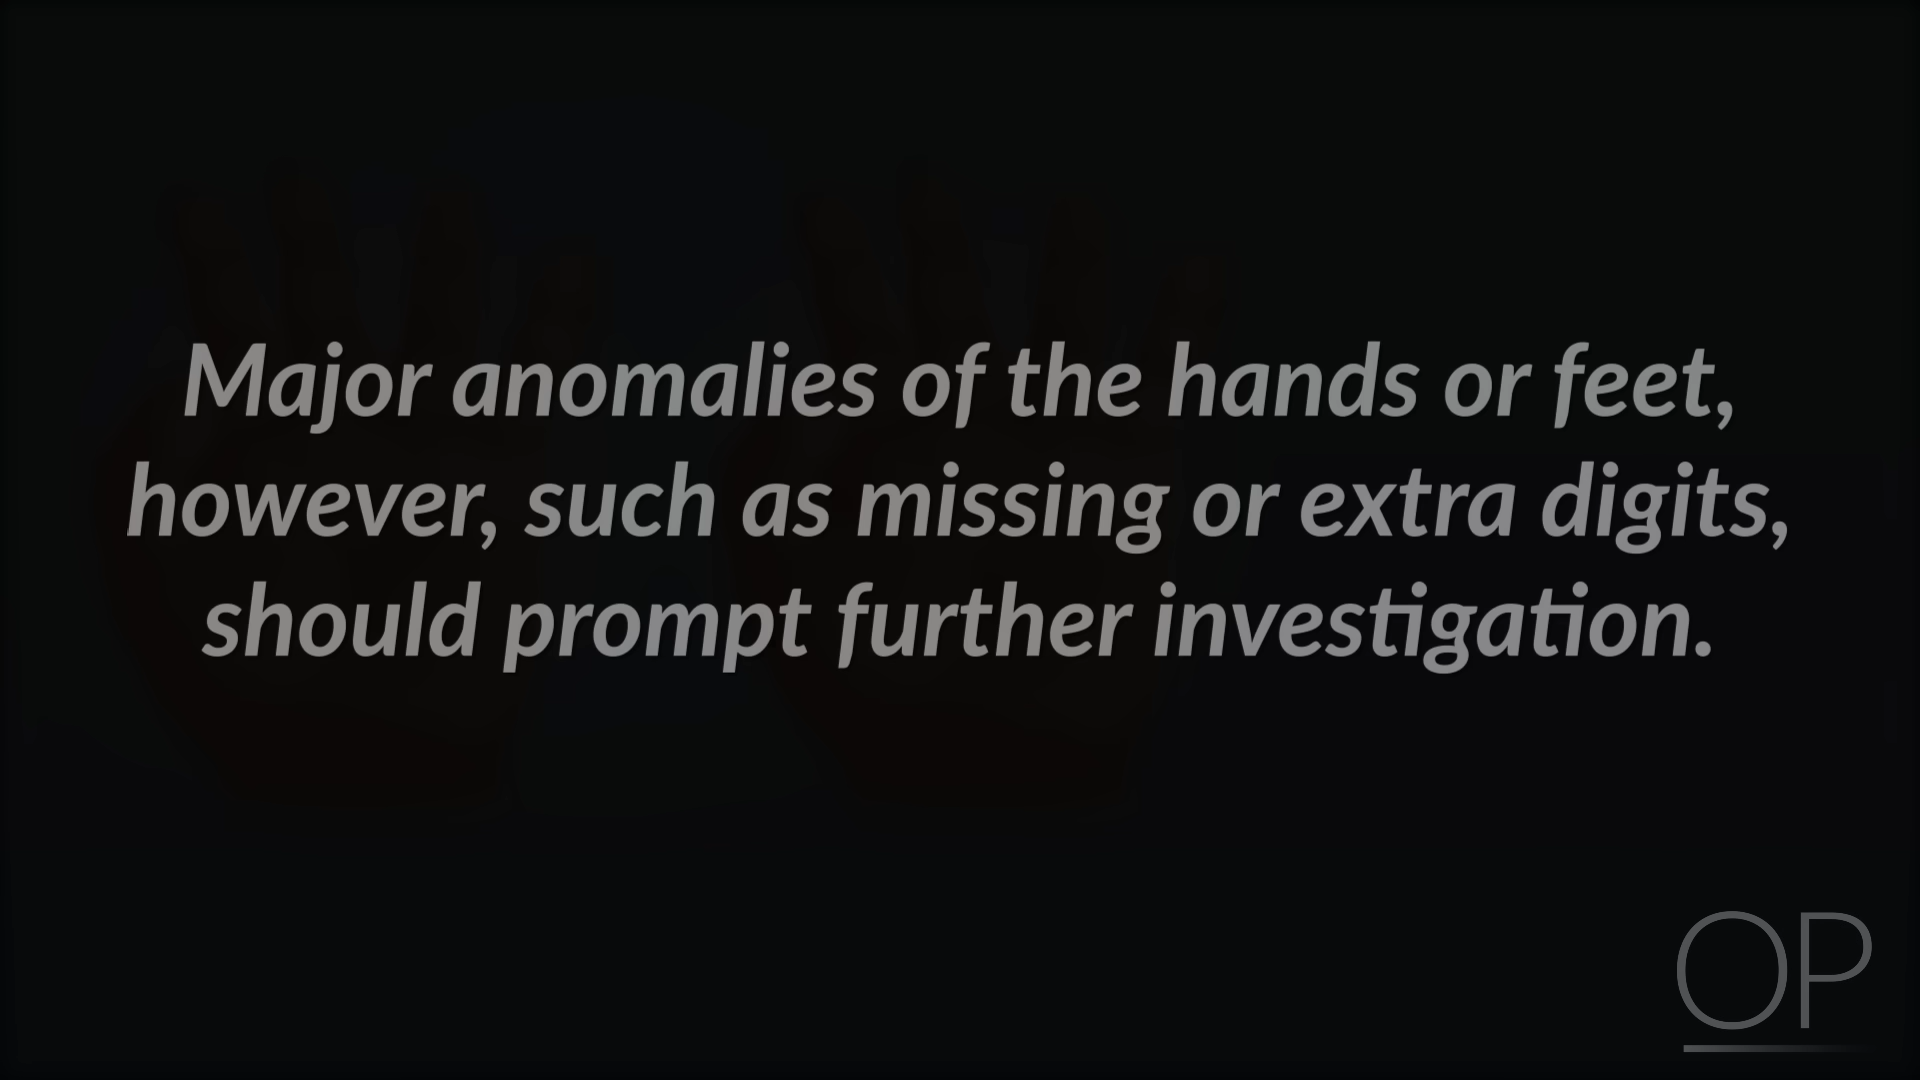 Major anomalies of the hands or feet,
however, such as missing or extra digits,
should prompt further investigation.
OP